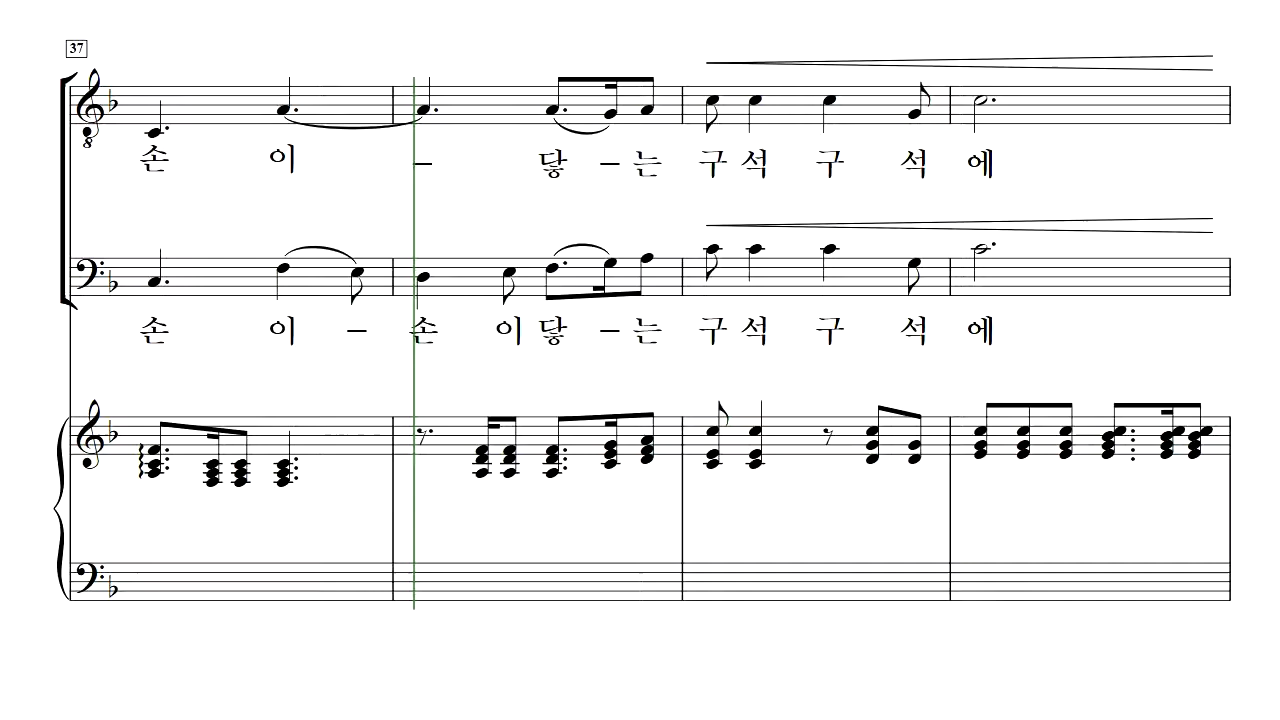 37
8
손 이 – 닿 – 는 구 석 구 석 에
손 이 – 손 이 닿 – 는 구 석 구 석 에